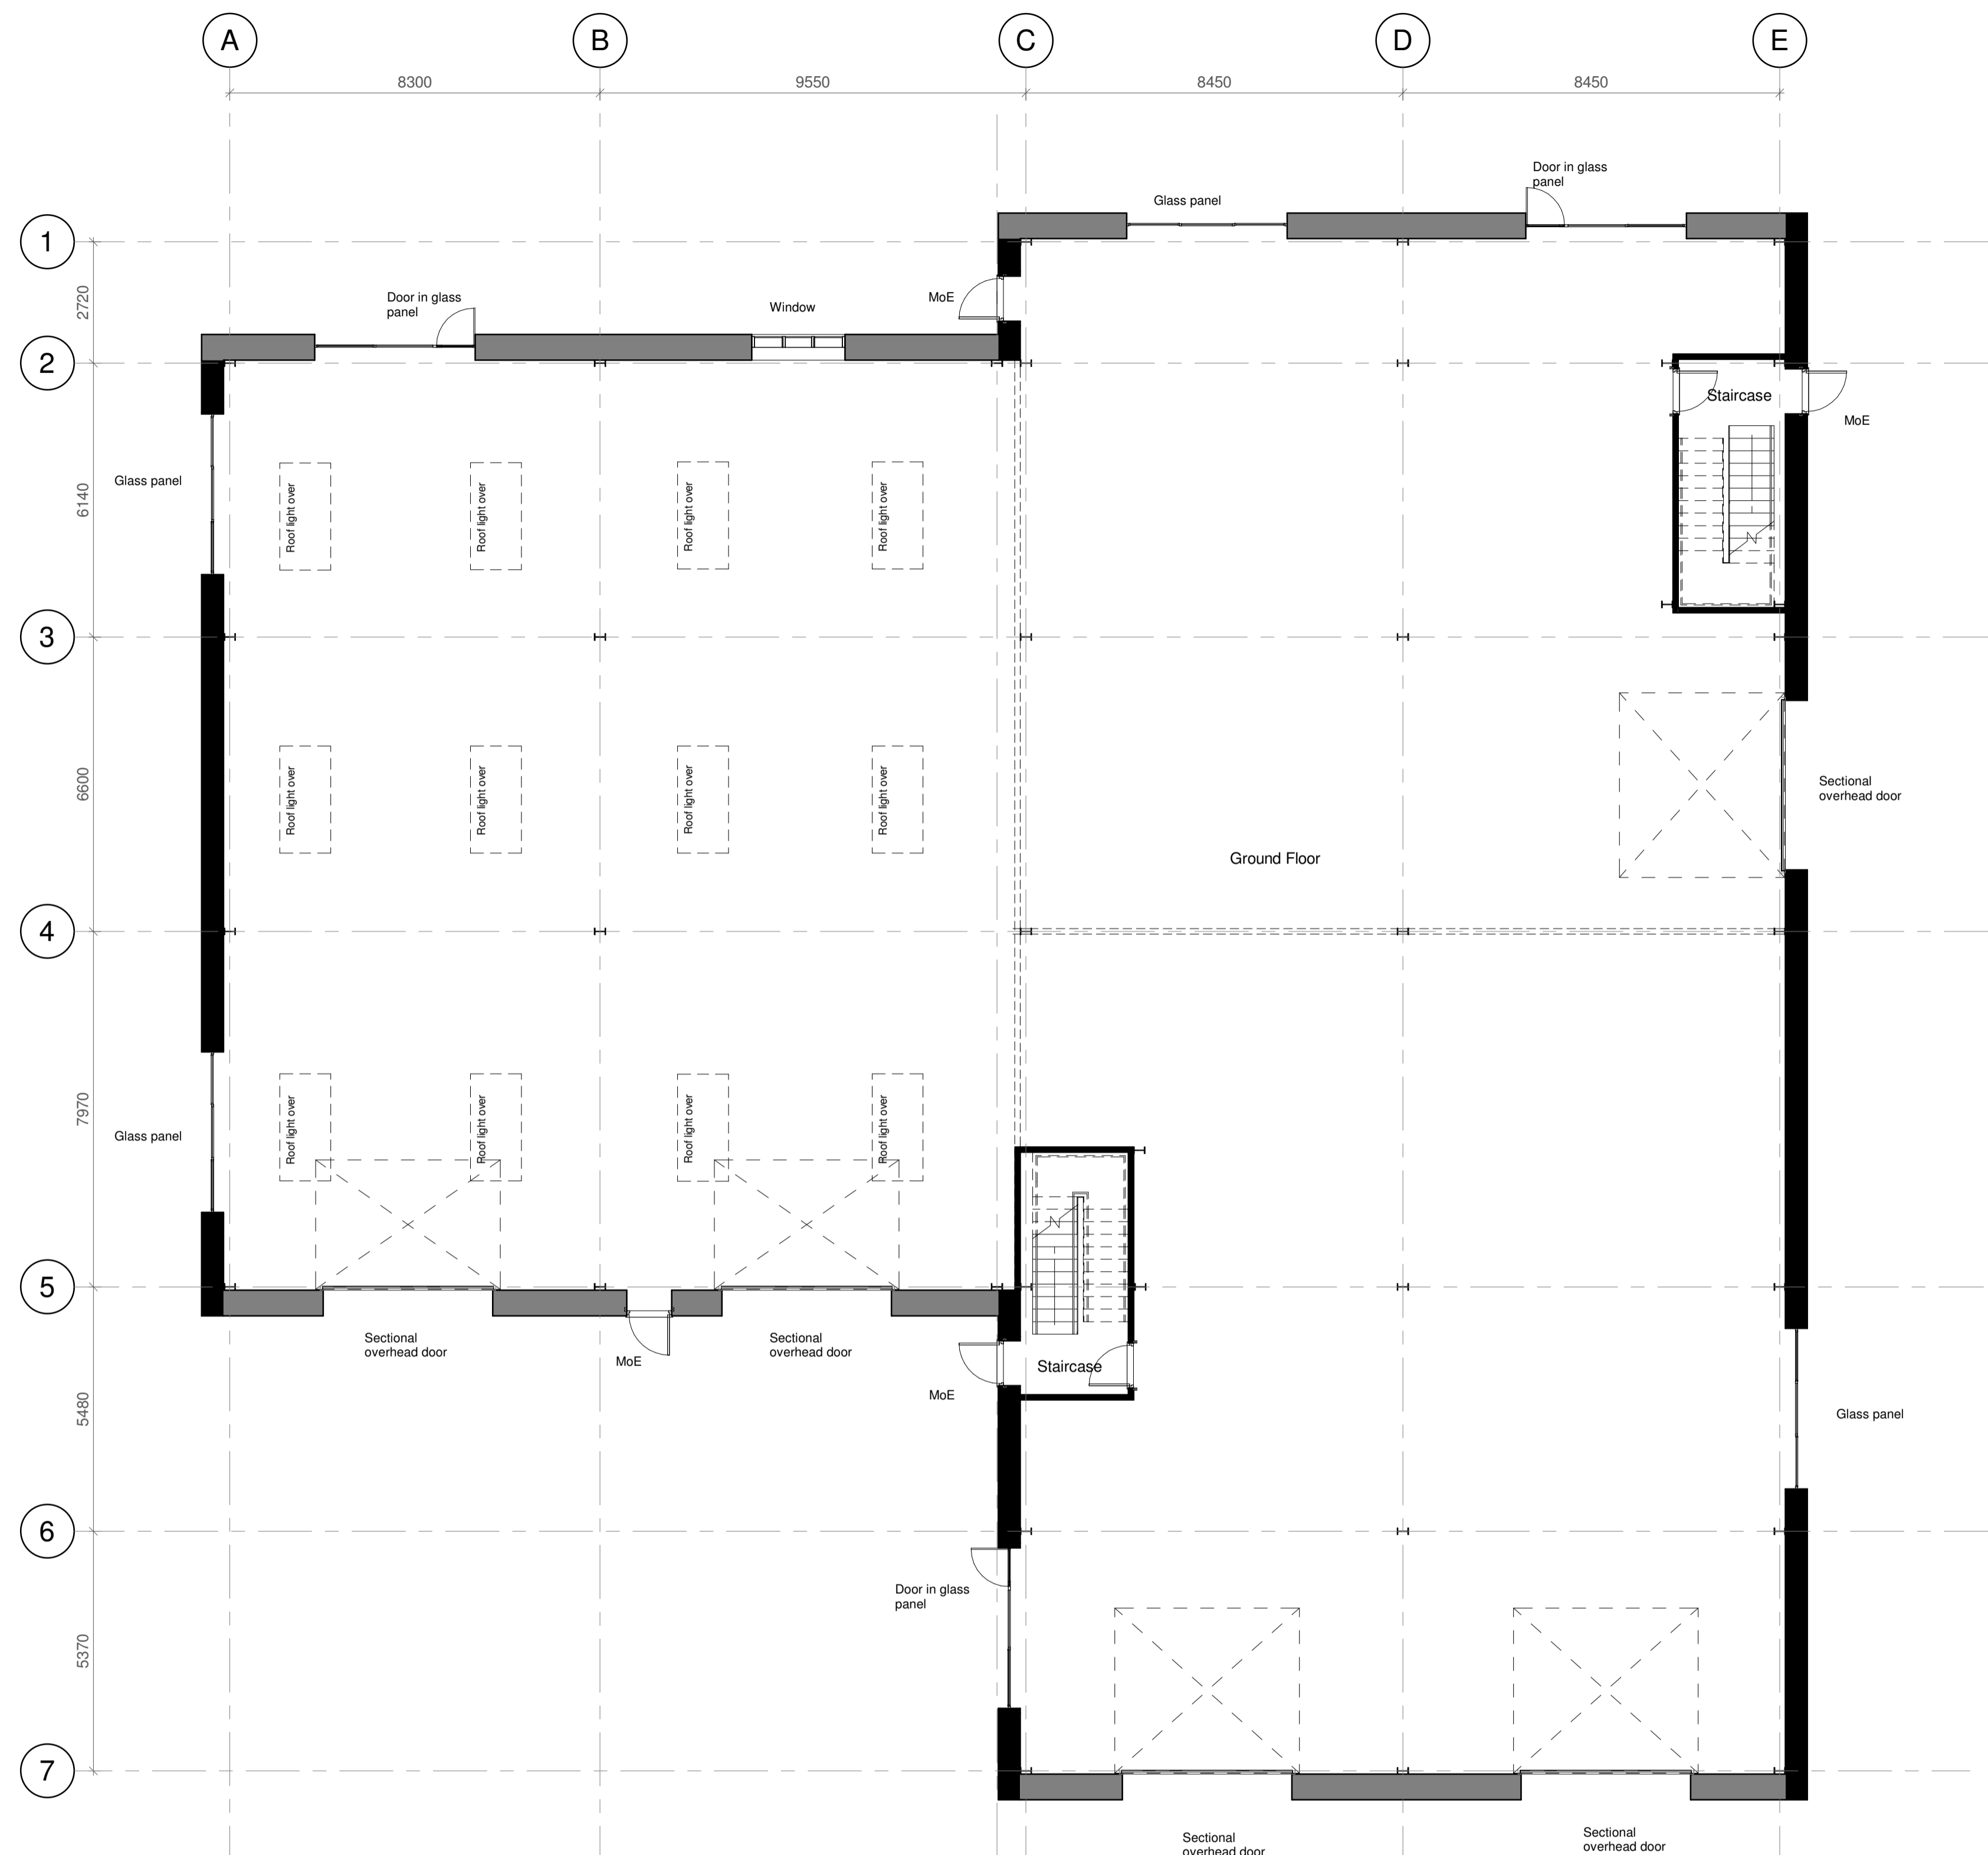 A
B
C
D
E
8300
9550
8450
8450
Door in glass
panel
Glass panel
1
Door in glass
panel
Window
MoE
2720
2
Staircase
MoE
Glass panel
6140
Roof light over
Roof light over
Roof light over
Roof light over
3
6600
Roof light over
Roof light over
Roof light over
Roof light over
Sectional
overhead door
Ground Floor
4
7970
Glass panel
Roof light over
Roof light over
Roof light over
Roof light over
5
Sectional
overhead door
MoE
Sectional
overhead door
MoE
Staircase
5480
Glass panel
6
Door in glass
panel
5370
7
Sectional
overhead door
Sectional
overhead door